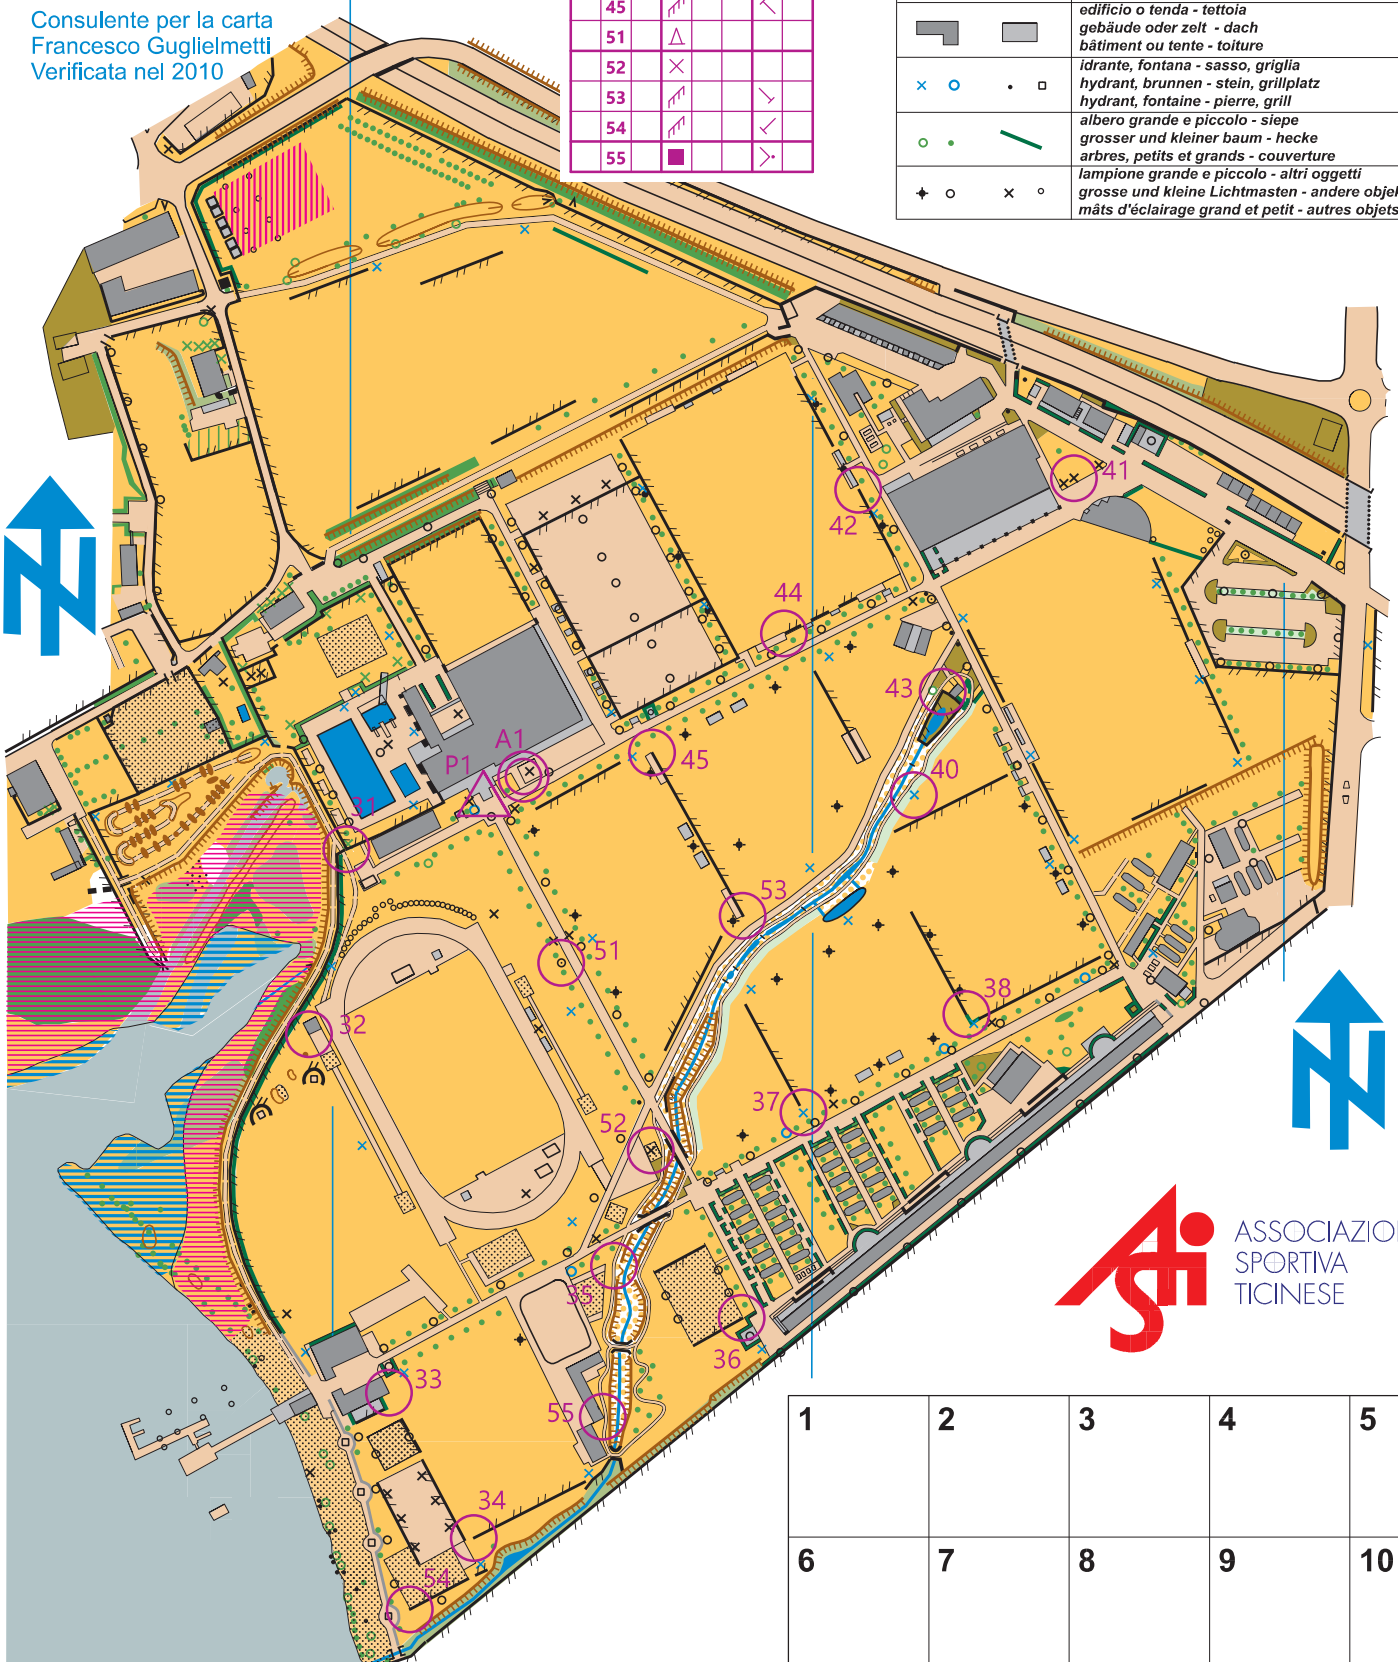 Consulente per la carta
Francesco Guglielmetti
Verificata nel 2010
45
51
52
53
54
55
edificio o tenda - tettoia
gebäude oder zelt - dach
bâtiment ou tente - toiture
idrante, fontana - sasso, griglia
hydrant, brunnen - stein, grillplatz
hydrant, fontaine - pierre, grill
albero grande e piccolo - siepe
grosser und kleiner baum - hecke
arbres, petits et grands - couverture
lampione grande e piccolo - altri oggetti
grosse und kleine Lichtmasten - andere objek
mâts d'éclairage grand et petit - autres objets
41
42
44
43
N
A1
P1
45
40
31
53
51
38
32
37
52
N
35
36
33
55
34
54
ASTi
ASSOCIAZIO
SPORTIVA
TICINESE
1 2 3 4 5
6 7 8 9 10